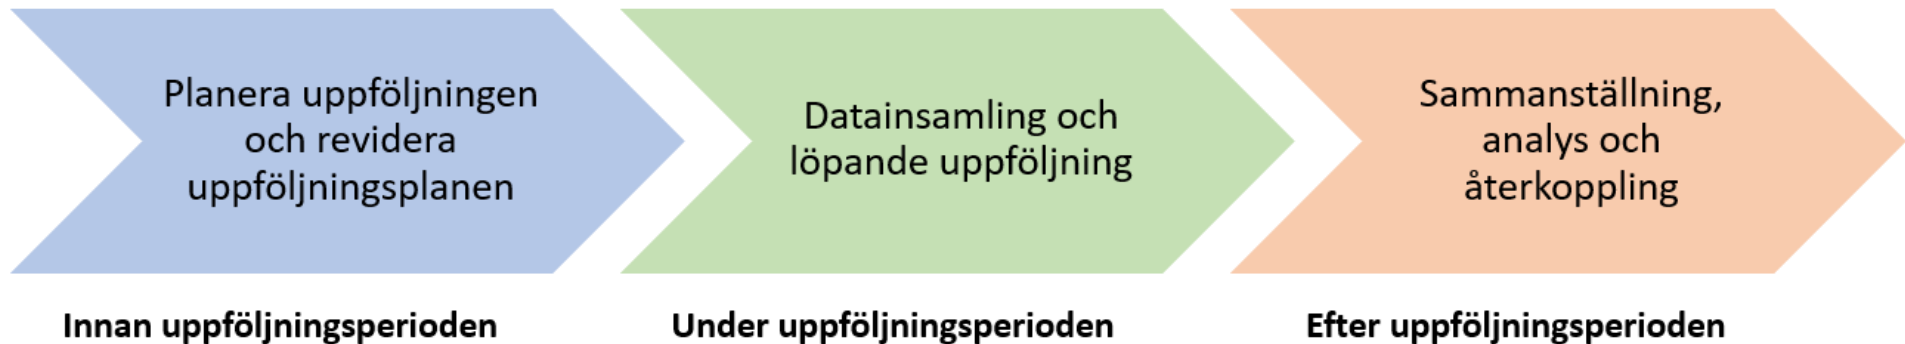 Planera uppföljningen
och revidera
uppföljningsplanen
Datainsamling och
löpande uppföljning
Sammanställning,
analys och
återkoppling
Innan uppföljningsperioden
Under uppföljningsperioden
Efter uppföljningsperioden